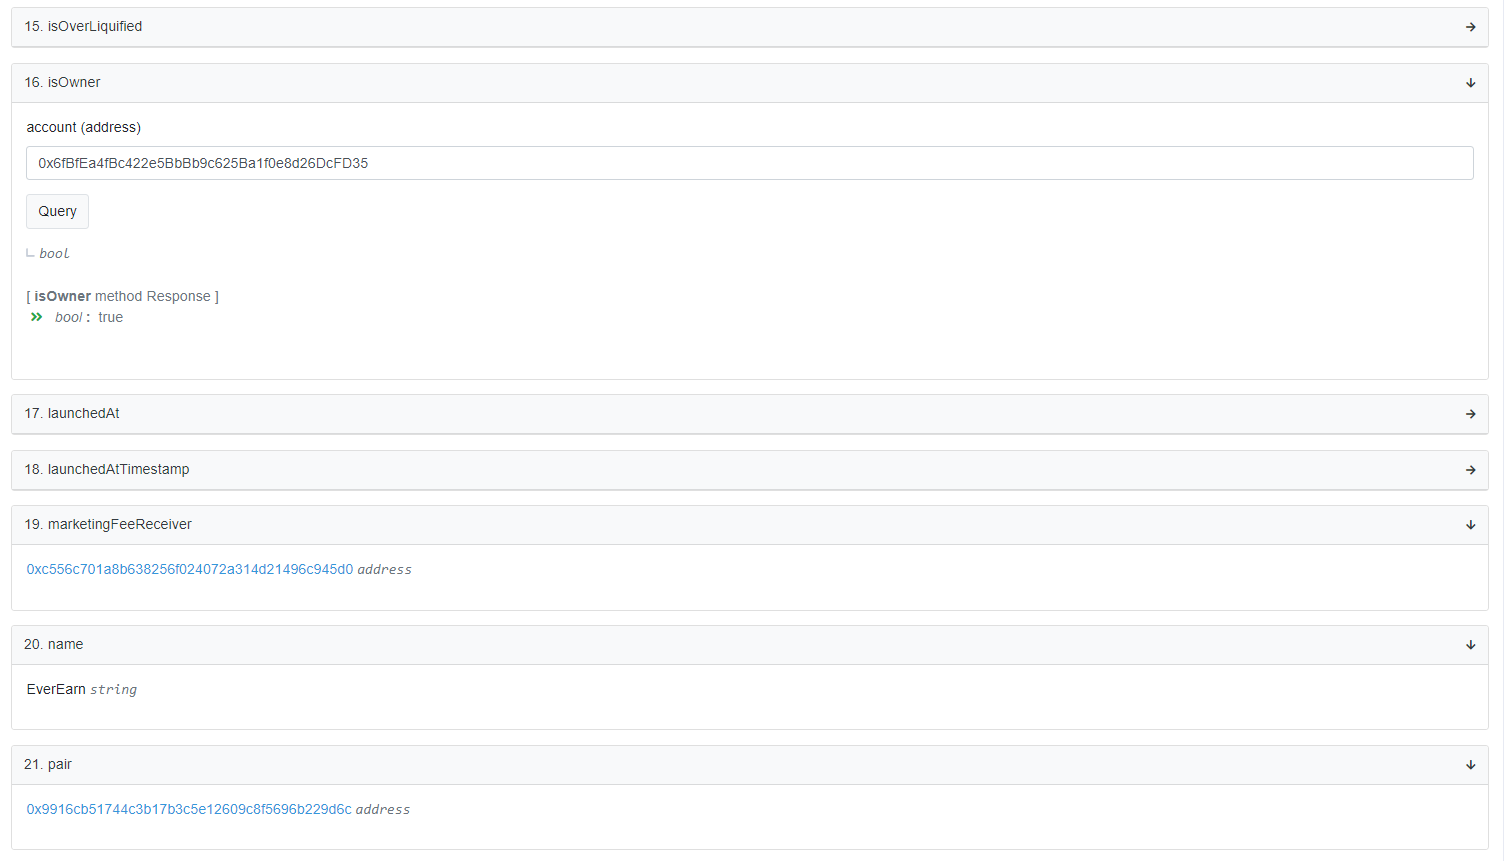 15. isOverLiquified
16. isOwner
account (address)
0x6fBfEa4fBc422e5BbBb9c625Ba1f0e8d26DcFD35
Query
bool
[ isOwner method Response ]
bool : true
17. launchedAt
18. launchedAtTimestamp
19. marketingFeeReceiver
0xc556c701a8b638256f024072a314d21496c945d0 address
20. name
EverEarn string
21. pair
0x9916cb51744c3b17b3c5e12609c8f5696b229d6c address